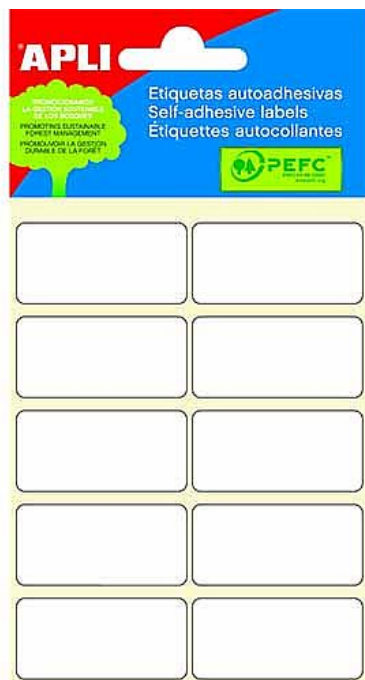 APLI
Etiquetas autoadhesivas
Self-adhesive labels
Étiquettes autocollantes
PROMOCIONAMOS
LA GESTIÓN SOSTENIBLE
DE LOS BOSQUES
PROMOTING SUSTAINABLE
FOREST MANAGEMENT
PROMOUVOIR LA GESTION
DURABLE DE LA FORÊT
PEFC